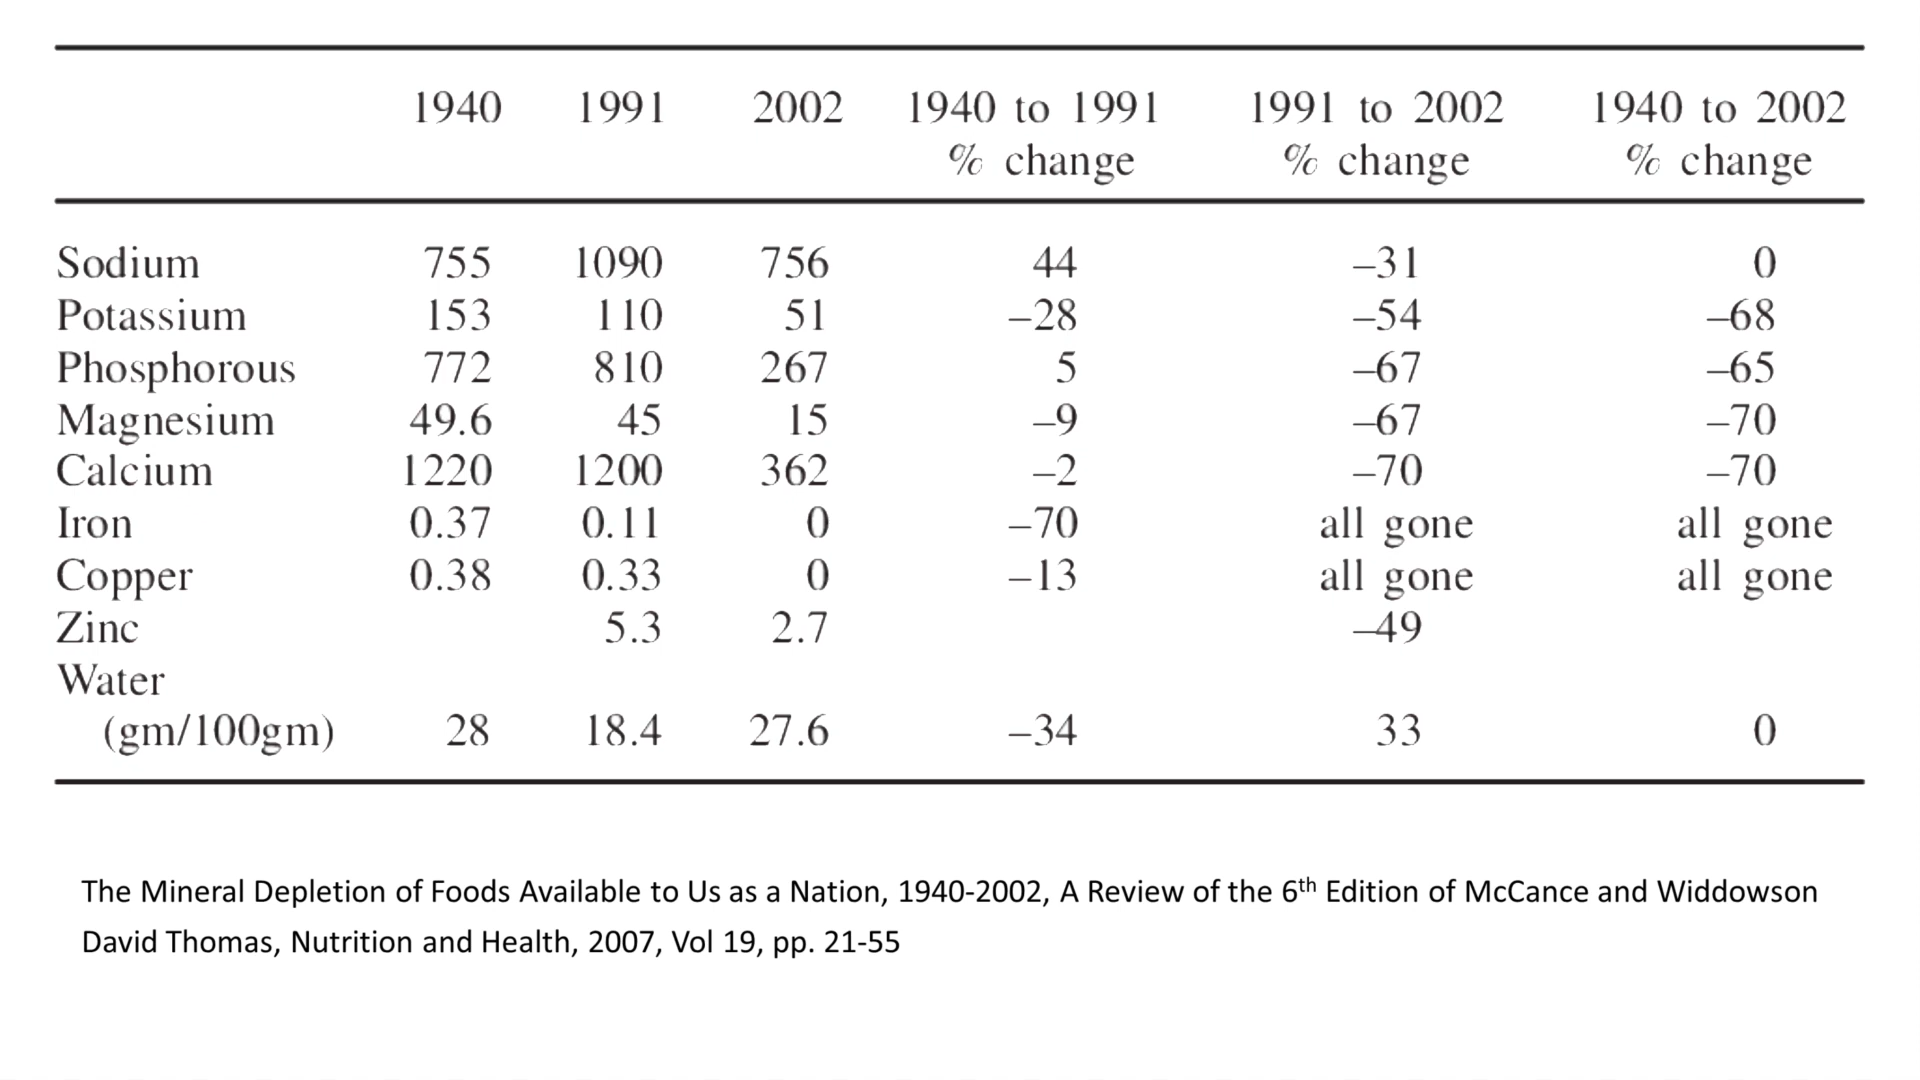 1940 1991 2002 1940 to 1991 1991 to 2002 1940 to 2002
% change % change % change
Sodium 755 1090 756 44 –31 0
Potassium 153 110 51 –28 –54 –68
Phosphorous 772 810 267 5 –67 –65
Magnesium 49.6 45 15 –9 –67 –70
Calcium 1220 1200 362 –2 –70 –70
Iron 0.37 0.11 0 –70 all gone all gone
Copper 0.38 0.33 0 –13 all gone all gone
Zinc 5.3 2.7 –49
Water
(gm/100gm) 28 18.4 27.6 –34 33 0
The Mineral Depletion of Foods Available to Us as a Nation, 1940-2002, A Review of the 6th Edition of McCance and Widdowson
David Thomas, Nutrition and Health, 2007, Vol 19, pp. 21-55